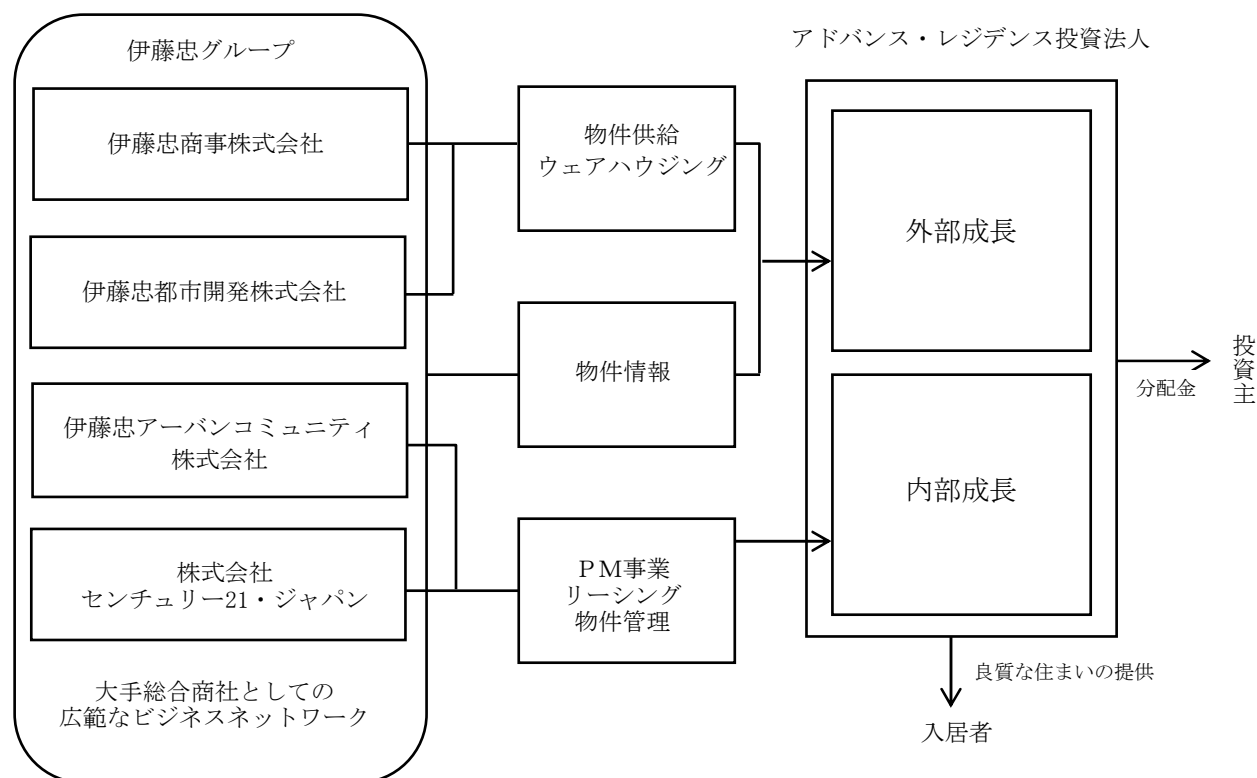 伊藤忠グループ
伊藤忠商事株式会社
伊藤忠都市開発株式会社
伊藤忠アーバンコミュニティ
株式会社
株式会社
センチュリー21・ジャパン
大手総合商社としての
広範なビジネスネットワーク
物件供給
ウェアハウジング
物件情報
ＰＭ事業
リーシング
物件管理
アドバンス・レジデンス投資法人
外部成長
内部成長
分配金
投資主
良質な住まいの提供
入居者